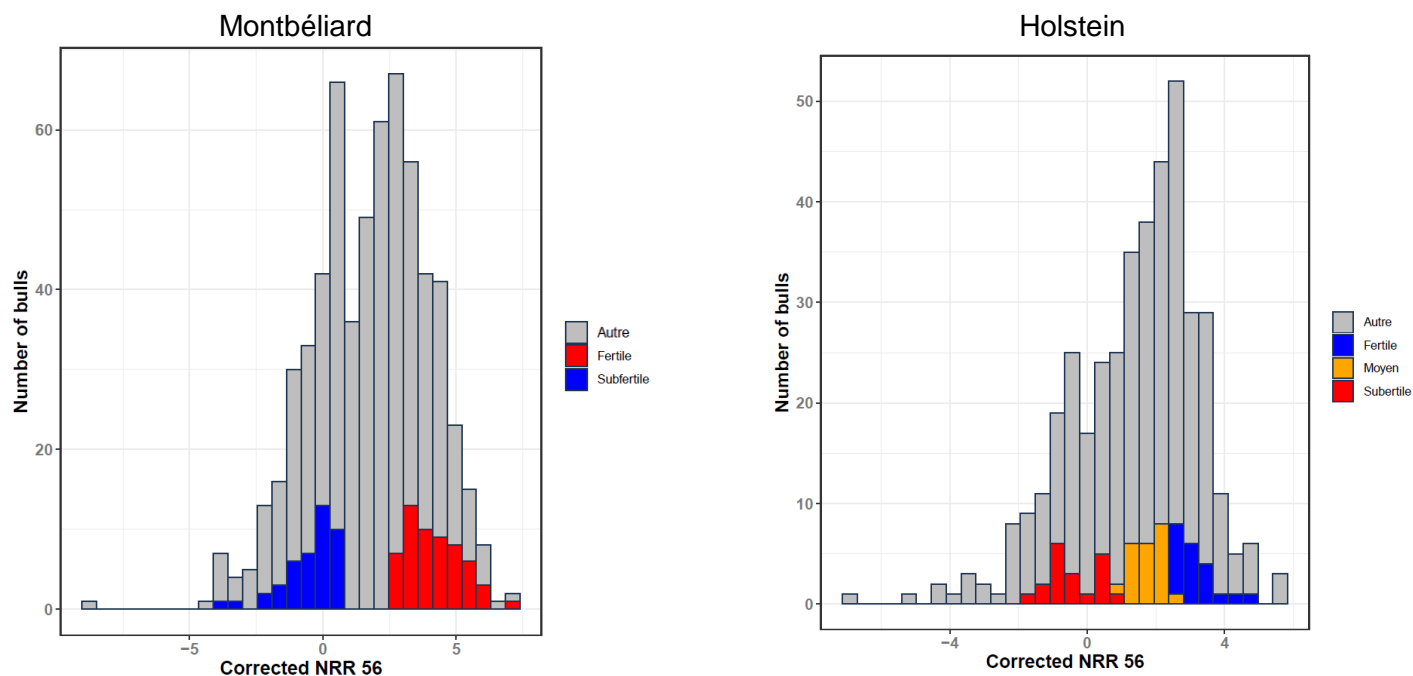 Montbéliard
Number of bulls
60
40
20
0
−5
0
5
Corrected NRR 56
Autre
Fertile
Subfertile
Holstein
Number of bulls
50
40
30
20
10
0
−4
0
4
Corrected NRR 56
Autre
Fertile
Moyen
Subertile